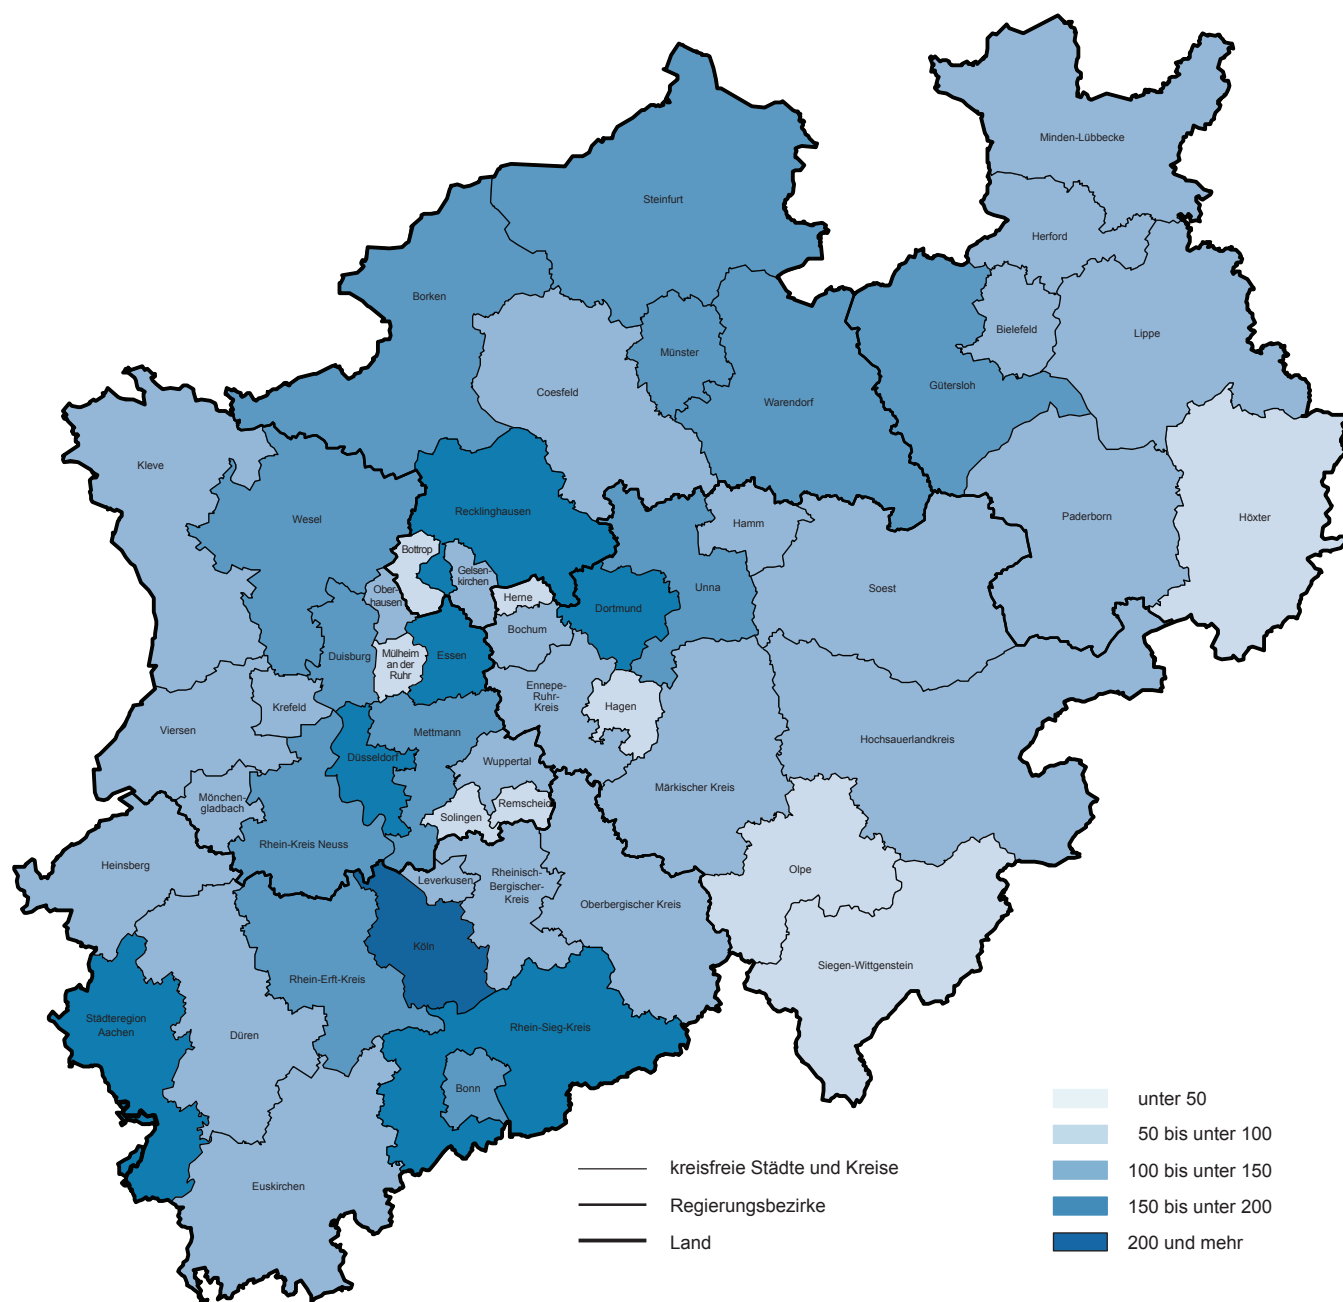 Minden-Lübbecke
Steinfurt
Herford
Borken
Bielefeld
Lippe
Münster
Gütersloh
Coesfeld
Warendorf
Kleve
Höxter
Recklinghausen
Wesel
Hamm
Paderborn
Bottrop
Gelsen-
kirchen
Unna
Soest
Ober-
hausen
Herne
Dortmund
Bochum
Duisburg
Mülheim
an der
Ruhr
Essen
Ennepe-
Ruhr-
Kreis
Hagen
Krefeld
Viersen
Mettmann
Hochsauerlandkreis
Düsseldorf
Wuppertal
Märkischer Kreis
Mönchen-
gladbach
Remscheid
Solingen
Rhein-Kreis Neuss
Heinsberg
Olpe
Leverkusen
Rheinisch-
Bergischer-
Kreis
Oberbergischer Kreis
Köln
Siegen-Wittgenstein
Rhein-Erft-Kreis
Städteregion
Aachen
Rhein-Sieg-Kreis
Düren
Bonn
Euskirchen
kreisfreie Städte und Kreise
Regierungsbezirke
Land
unter 50
50 bis unter 100
100 bis unter 150
150 bis unter 200
200 und mehr